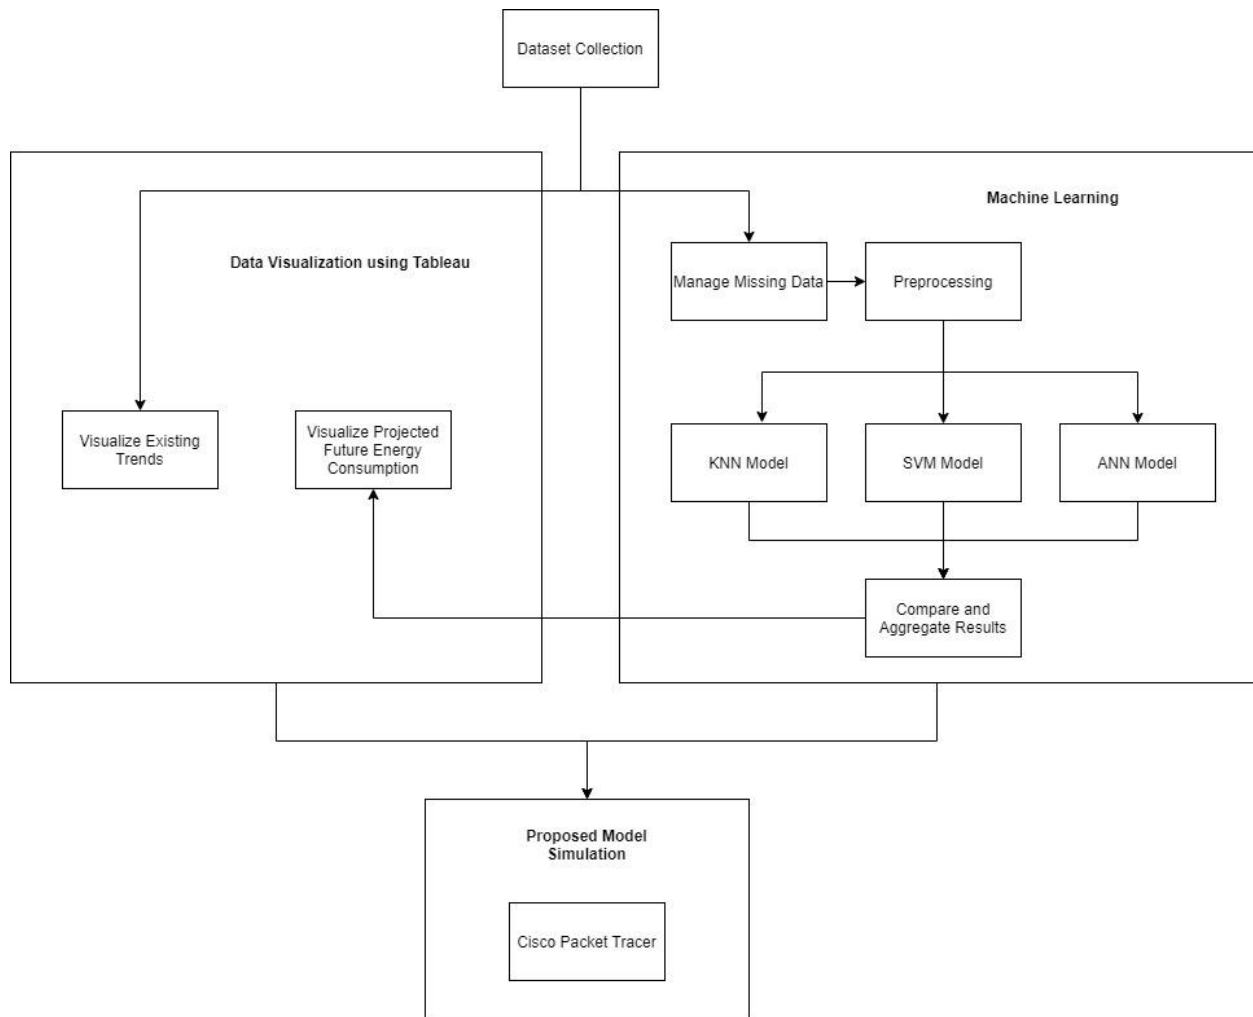 Dataset Collection
Machine Learning
Data Visualization using Tableau
Manage Missing Data
Preprocessing
Visualize Existing
Trends
Visualize Projected
Future Energy
Consumption
KNN Model
SVM Model
ANN Model
Compare and
Aggregate Results
Proposed Model
Simulation
Cisco Packet Tracer